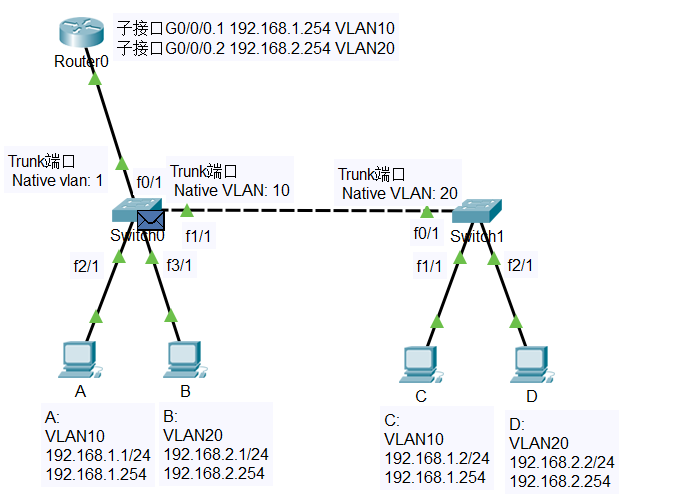 子接口G0/0/0.1 192.168.1.254 VLAN10
子接口G0/0/0.2 192.168.2.254 VLAN20
Router0
Trunk端口
Native vlan: 1
f0/1
Trunk端口
Native VLAN: 10
Trunk端口
Native VLAN: 20
Switch0
f1/1
f0/1
Switch1
f2/1
f3/1
f1/1
f2/1
A
B
C
D
A:
VLAN10
192.168.1.1/24
192.168.1.254
B:
VLAN20
192.168.2.1/24
192.168.2.254
C:
VLAN10
192.168.1.2/24
192.168.1.254
D:
VLAN20
192.168.2.2/24
192.168.2.254